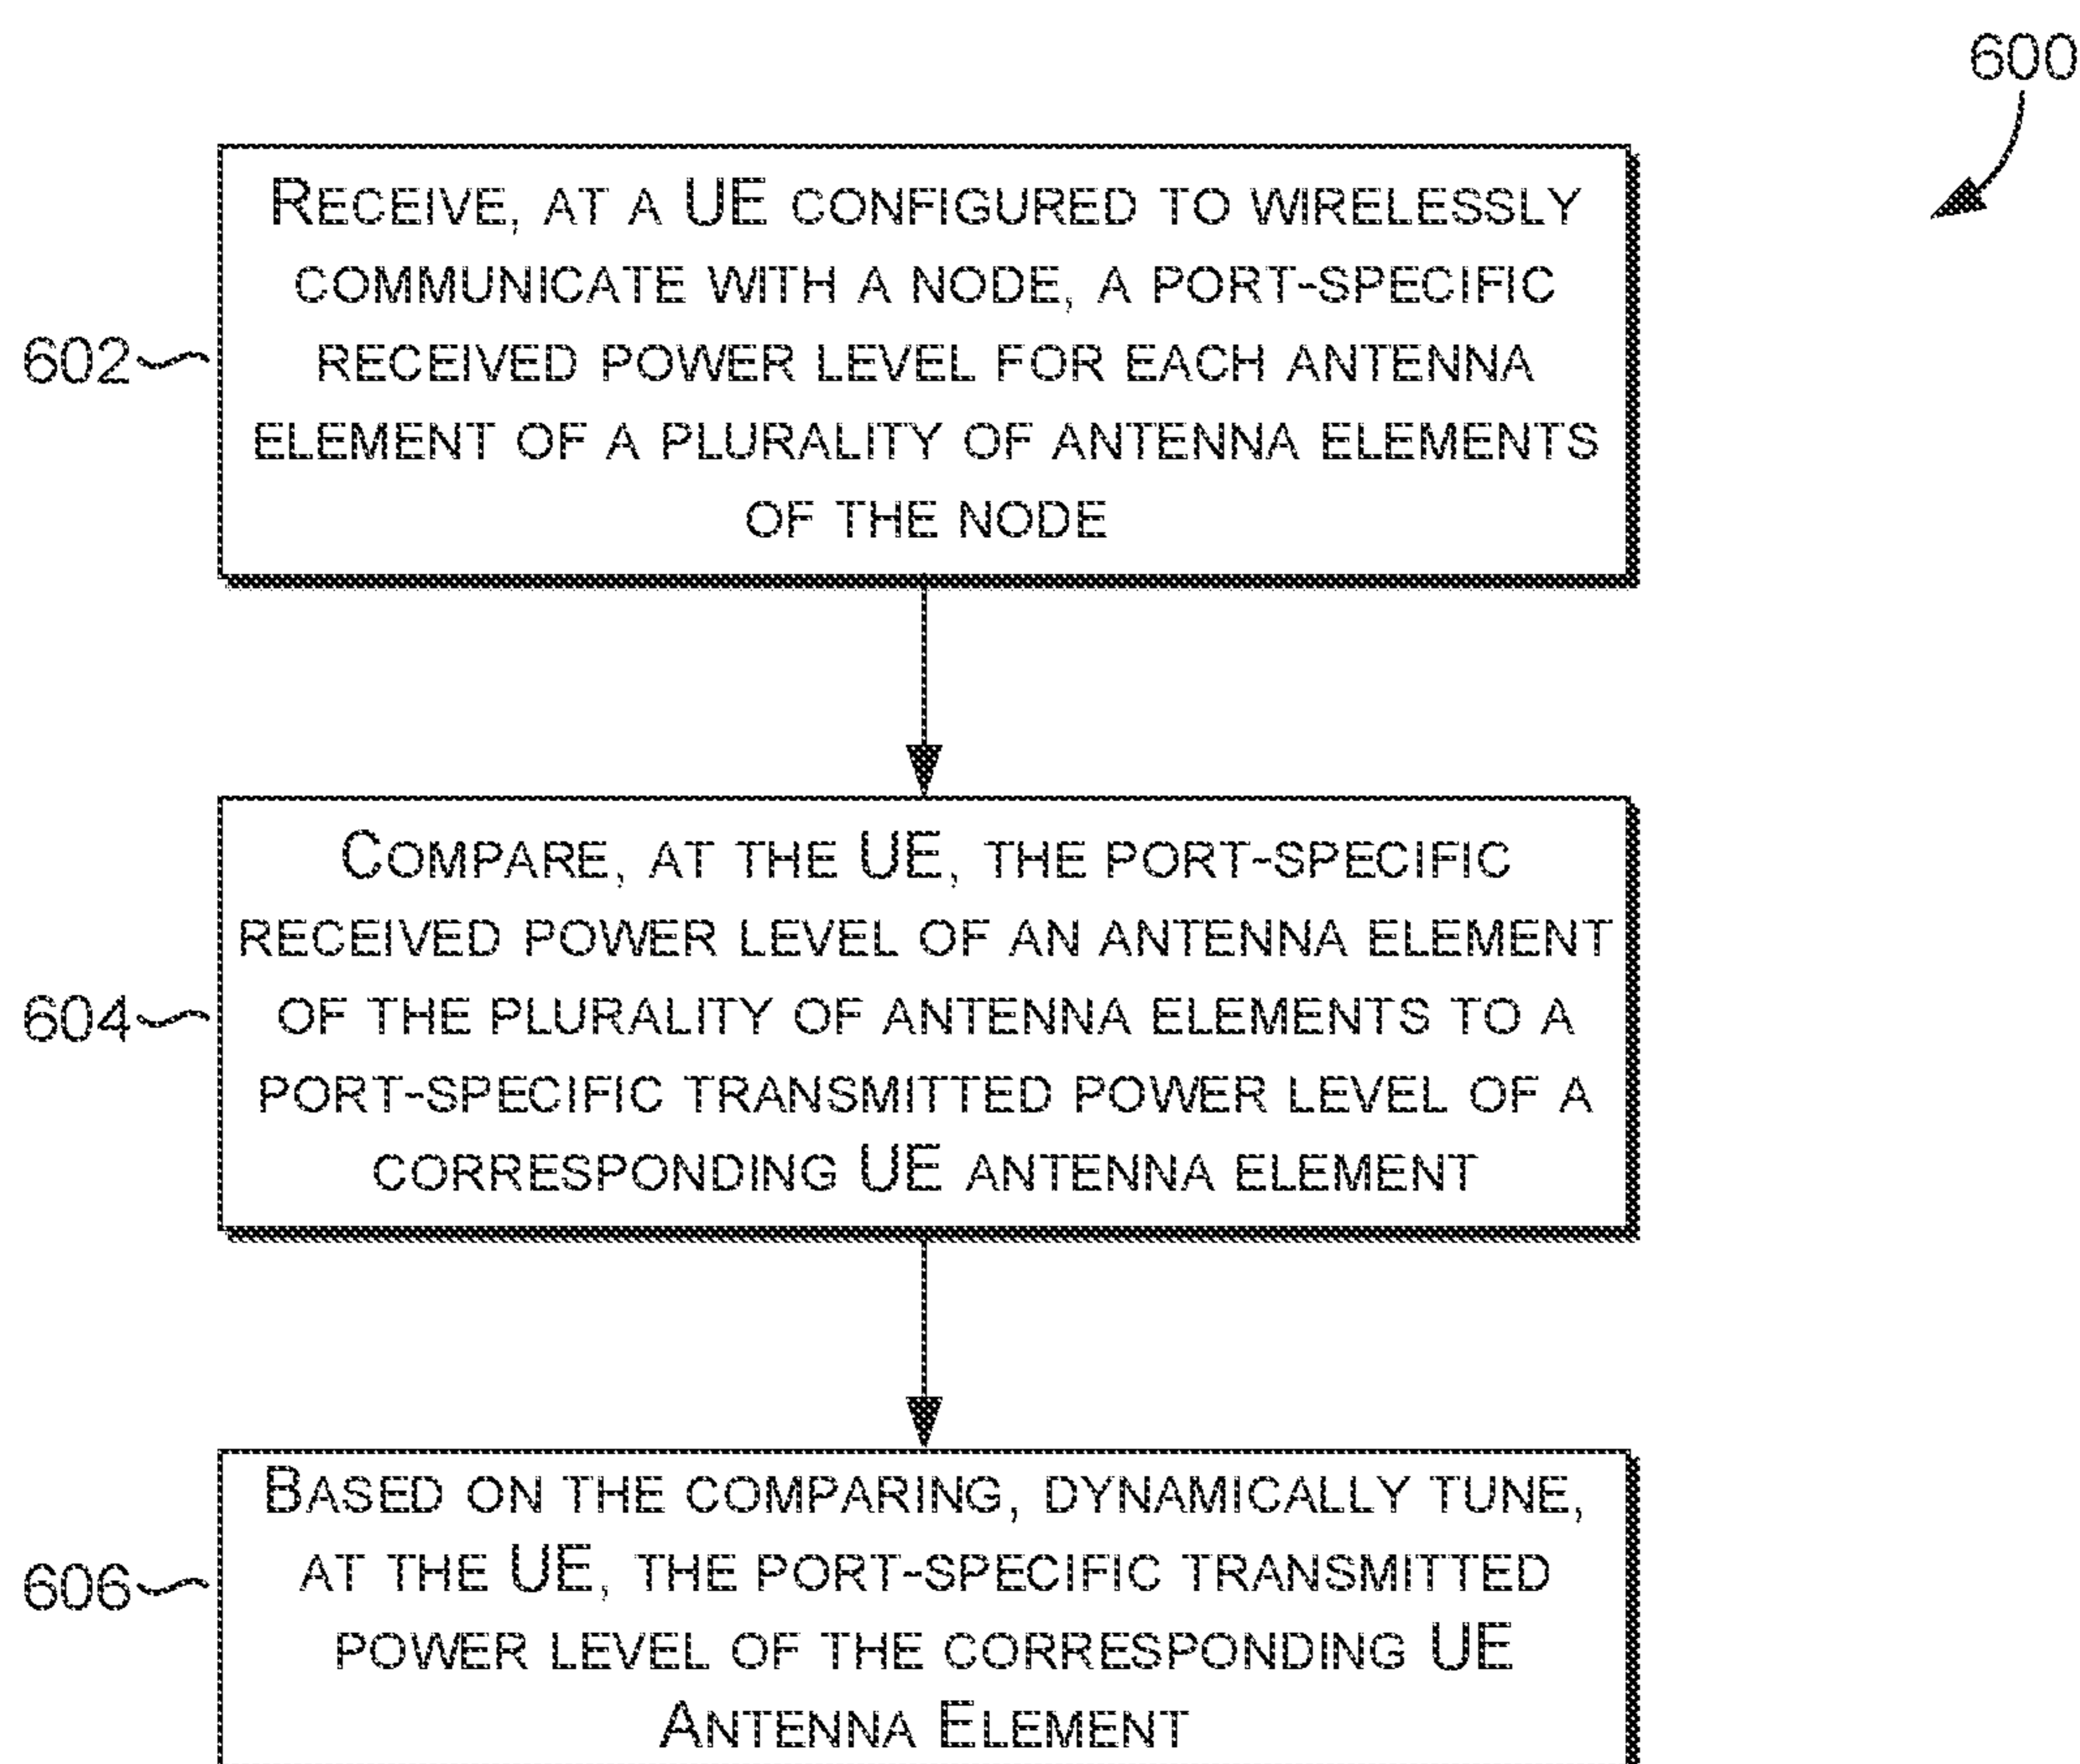 600
RECEIVE, AT A UE CONFIGURED TO WIRELESSLY
COMMUNICATE WITH A NODE, A PORT-SPECIFIC
RECEIVED POWER LEVEL FOR EACH ANTENNA
ELEMENT OF A PLURALITY OF ANTENNA ELEMENTS
OF THE NODE
602
COMPARE, AT THE UE, THE PORT-SPECIFIC
RECEIVED POWER LEVEL OF AN ANTENNA ELEMENT
OF THE PLURALITY OF ANTENNA ELEMENTS TO A
PORT-SPECIFIC TRANSMITTED POWER LEVEL OF A
CORRESPONDING UE ANTENNA ELEMENT
604
BASED ON THE COMPARING, DYNAMICALLY TUNE,
AT THE UE, THE PORT-SPECIFIC TRANSMITTED
POWER LEVEL OF THE CORRESPONDING UE
ANTENNA ELEMENT
606